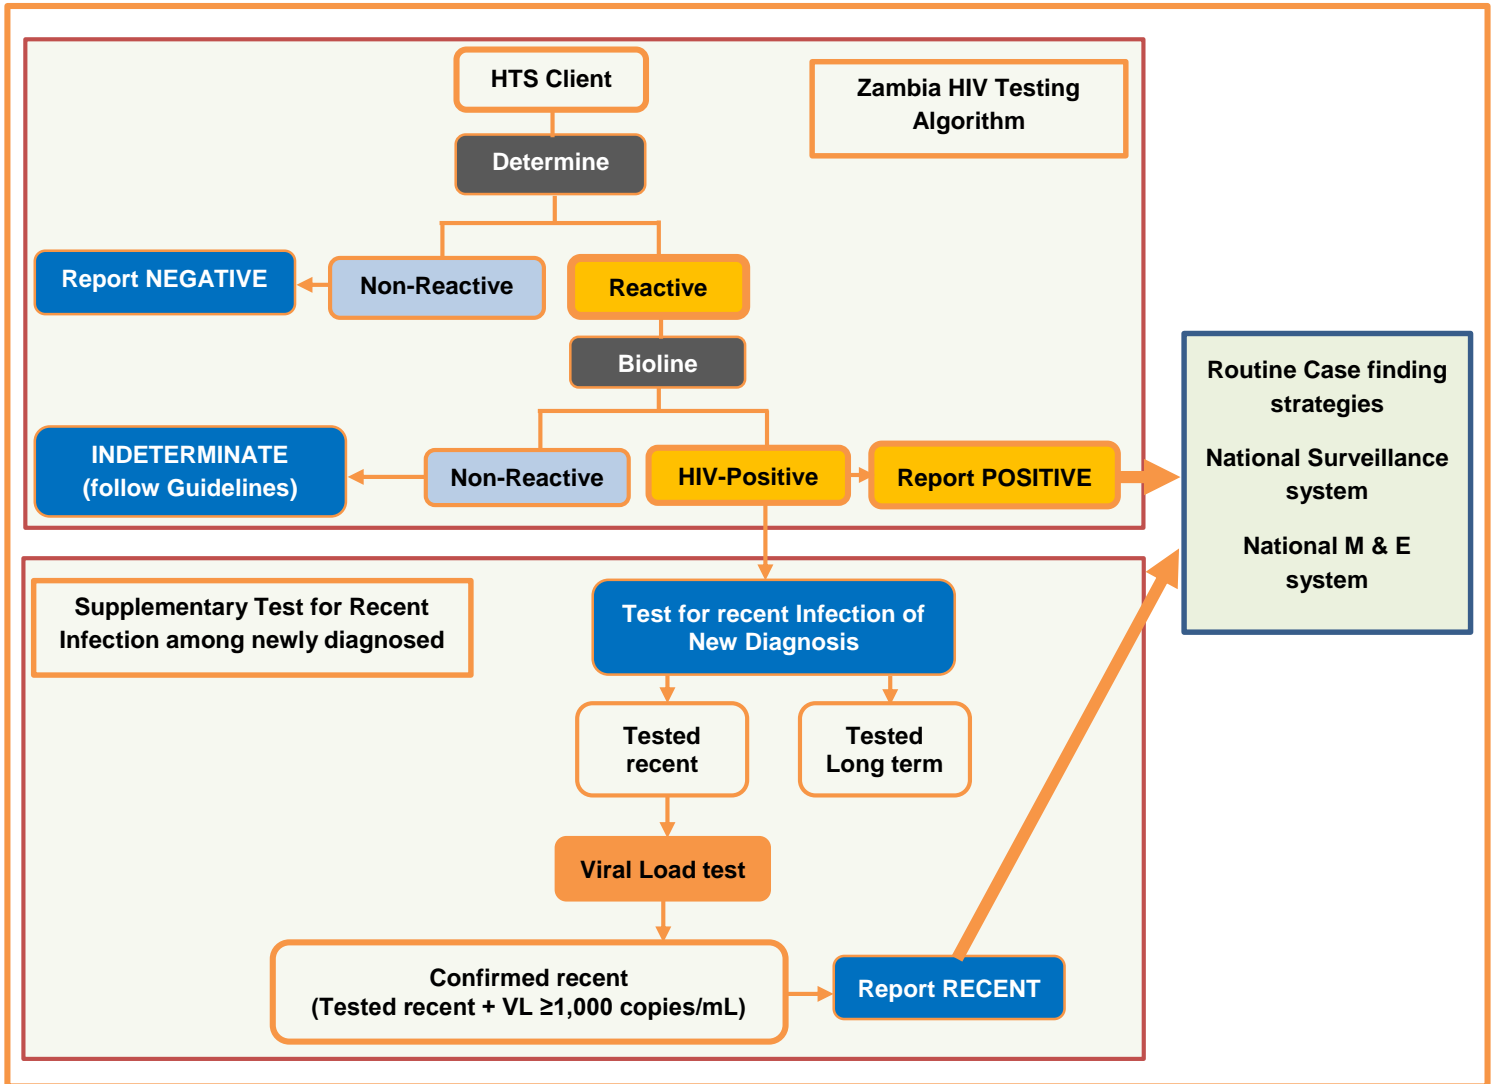 HTS Client
Zambia HIV Testing
Algorithm
Determine
Report NEGATIVE
Non-Reactive
Reactive
Bioline
INDETERMINATE
(follow Guidelines)
Non-Reactive
HIV-Positive
Report POSITIVE
Routine Case finding
strategies
National Surveillance
system
National M & E
system
Supplementary Test for Recent
Infection among newly diagnosed
Test for recent Infection of
New Diagnosis
Tested
recent
Tested
Long term
Viral Load test
Confirmed recent
(Tested recent + VL ≥1,000 copies/mL)
Report RECENT